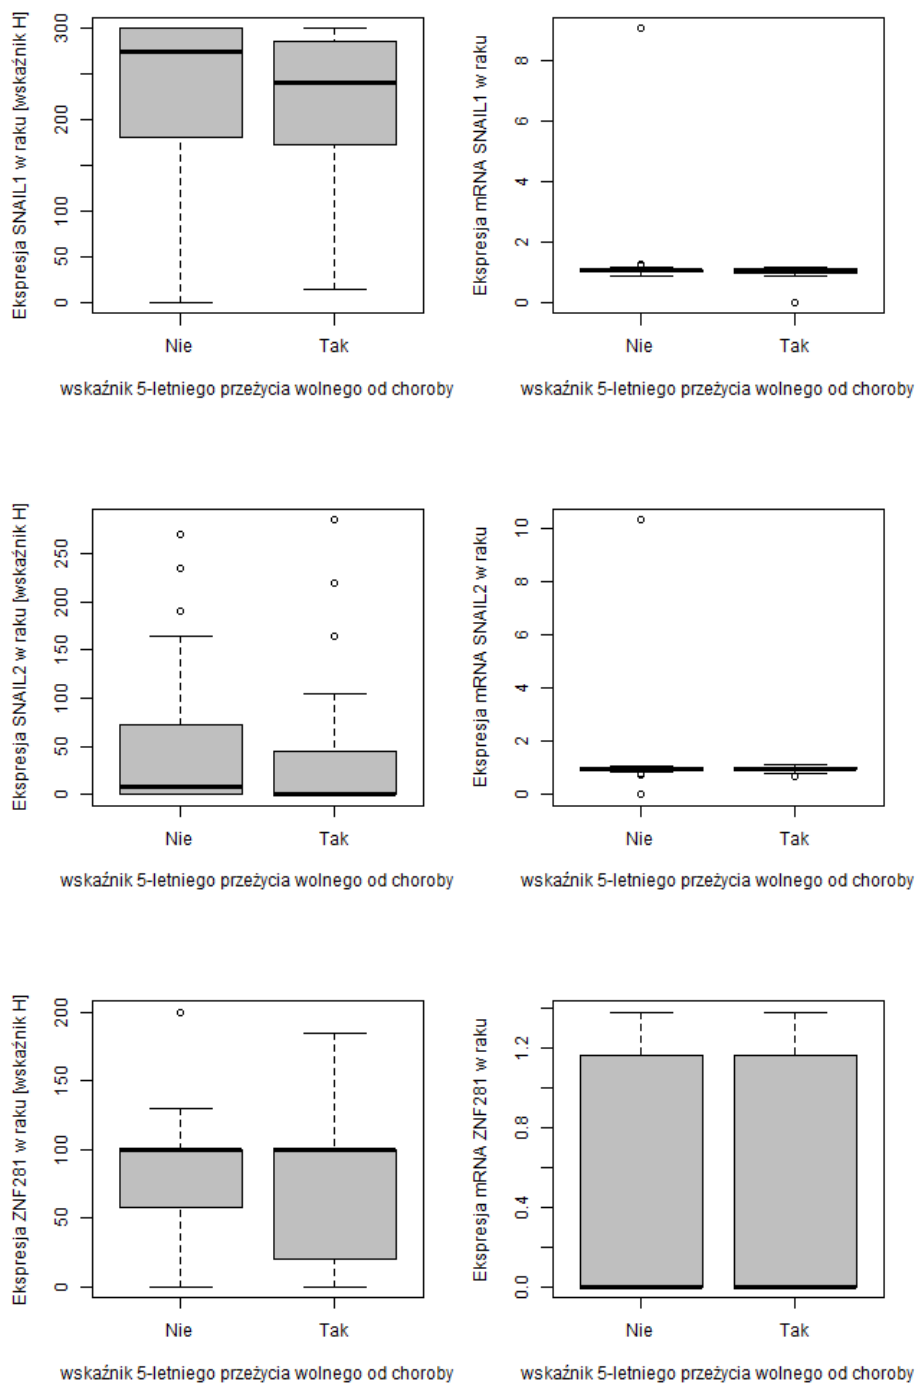 Ekspresja SNAIL1 w raku [wskaźnik H]
300
200
100
50
0
Nie
Tak
wskaźnik 5-letniego przeżycia wolnego od choroby
Ekspresja mRNA SNAIL1 w raku
8
6
4
2
0
Nie
Tak
wskaźnik 5-letniego przeżycia wolnego od choroby
Ekspresja SNAIL2 w raku [wskaźnik H]
250
200
150
100
50
0
Nie
Tak
wskaźnik 5-letniego przeżycia wolnego od choroby
Ekspresja mRNA SNAIL2 w raku
10
8
6
4
2
0
Nie
Tak
wskaźnik 5-letniego przeżycia wolnego od choroby
Ekspresja ZNF281 w raku [wskaźnik H]
200
150
100
50
0
Nie
Tak
wskaźnik 5-letniego przeżycia wolnego od choroby
Ekspresja mRNA ZNF281 w raku
1.2
0.8
0.4
0.0
Nie
Tak
wskaźnik 5-letniego przeżycia wolnego od choroby